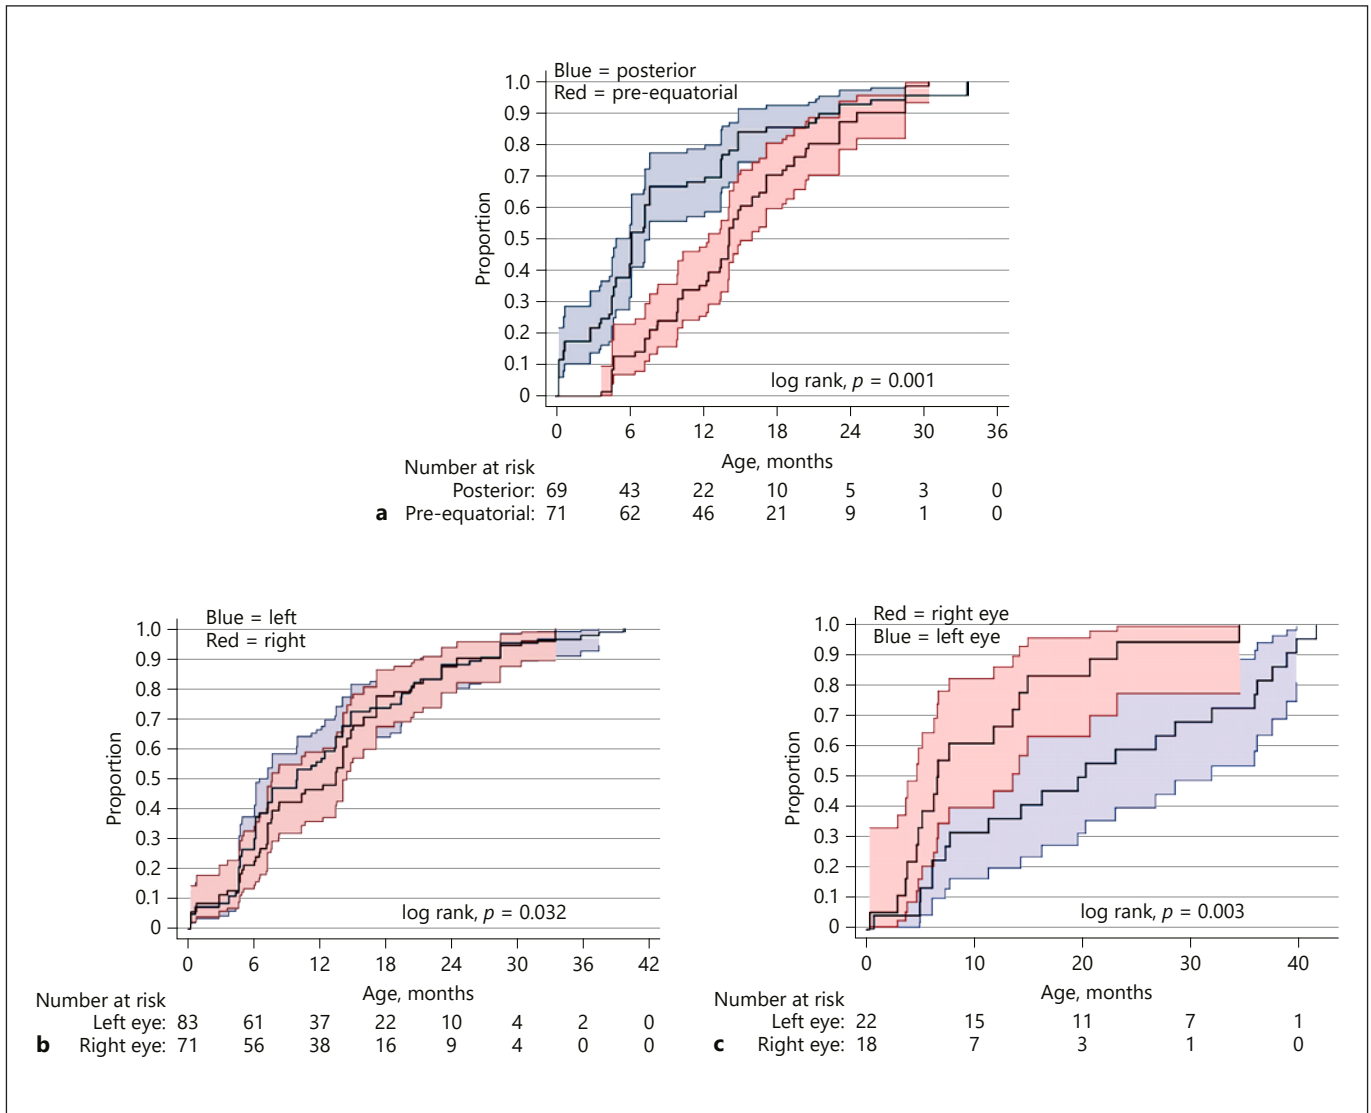 Blue = posterior
Red = pre-equatorial
1.0
0.9
0.8
0.7
0.6
0.5
0.4
0.3
0.2
0.1
0
Proportion
log rank, p = 0.001
0 6 12 18 24 30 36
Age, months
Number at risk
Posterior: 69 43 22 10 5 3 0
a Pre-equatorial: 71 62 46 21 9 1 0
Blue = left
Red = right
1.0
0.9
0.8
0.7
0.6
0.5
0.4
0.3
0.2
0.1
0
Proportion
log rank, p = 0.032
0 6 12 18 24 30 36 42
Age, months
Number at risk
Left eye: 83 61 37 22 10 4 2 0
b Right eye: 71 56 38 16 9 4 0 0
Red = right eye
Blue = left eye
1.0
0.9
0.8
0.7
0.6
0.5
0.4
0.3
0.2
0.1
0
Proportion
log rank, p = 0.003
0 10 20 30 40
Age, months
Number at risk
Left eye: 22 15 11 7 1
c Right eye: 18 7 3 1 0